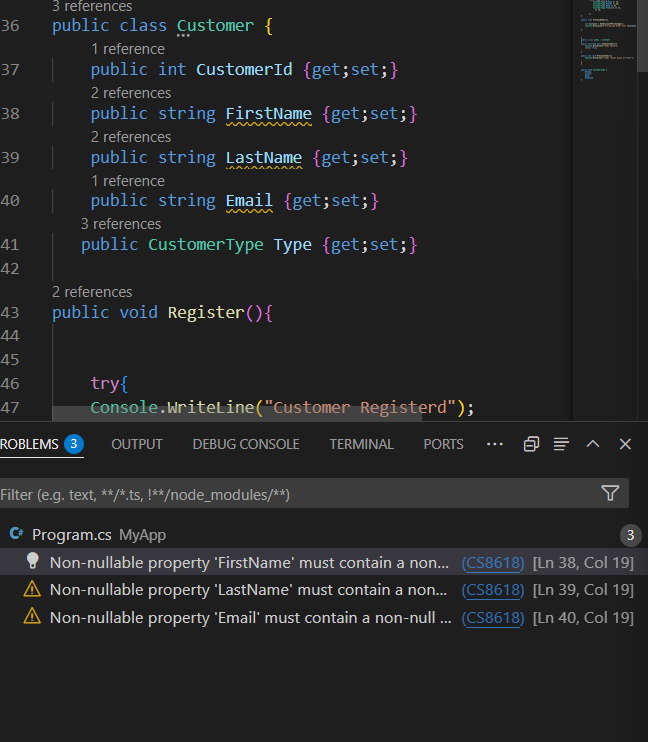 3 references
36 public class Customer {
1 reference
37 public int CustomerId {get;set;}
2 references
38 public string FirstName {get;set;}
2 references
39 public string LastName {get;set;}
1 reference
40 public string Email {get;set;}
3 references
41 public CustomerType Type {get;set;}
42
2 references
43 public void Register(){
44
45
46 try{
47 Console.WriteLine("Customer Registerd");
ROBLEMS 3 OUTPUT DEBUG CONSOLE TERMINAL PORTS ...
Filter (e.g. text, **/*.ts, !**/node_modules/**)
C# Program.cs MyApp 3
Non-nullable property 'FirstName' must contain a non... (CS8618) [Ln 38, Col 19]
Non-nullable property 'LastName' must contain a non... (CS8618) [Ln 39, Col 19]
Non-nullable property 'Email' must contain a non-null ... (CS8618) [Ln 40, Col 19]